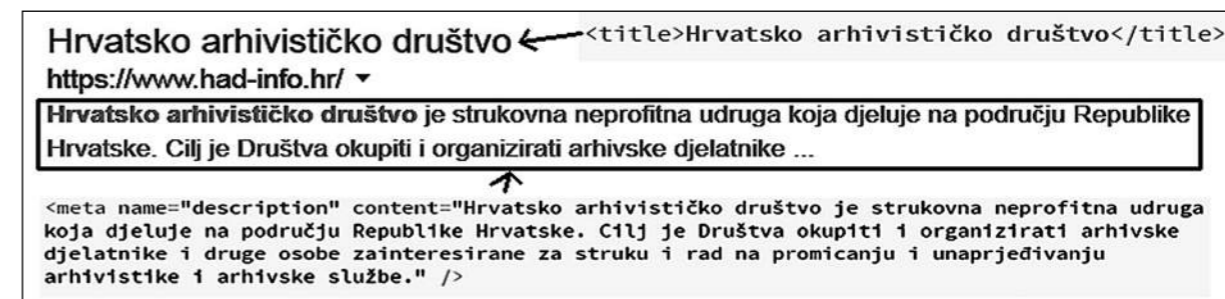 Hrvatsko arhivističko društvo
<title>Hrvatsko arhivističko društvo</title>
https://www.had-info.hr/
Hrvatsko arhivističko društvo je strukovna neprofitna udruga koja djeluje na području Republike
Hrvatske. Cilj je Društva okupiti i organizirati arhivske djelatnike ...
<meta name="description" content="Hrvatsko arhivističko društvo je strukovna neprofitna udruga
koja djeluje na području Republike Hrvatske. Cilj je Društva okupiti i organizirati arhivske
djelatnike i druge osobe zainteresirane za struku i rad na promicanju i unaprjeđivanju
arhivistike i arhivske službe." />